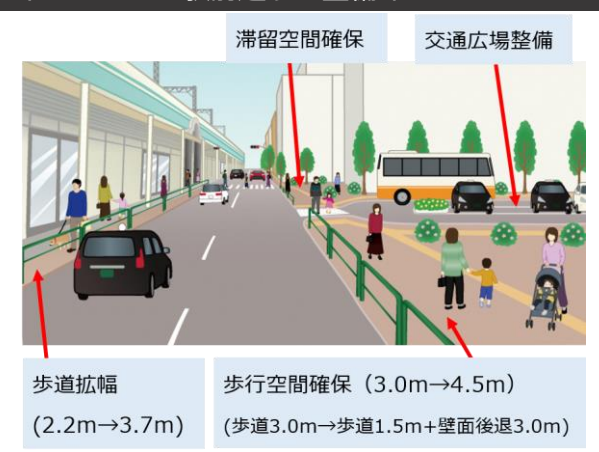 滞留空間確保
交通広場整備
歩道拡幅
(2.2m→3.7m)
歩行空間確保（3.0m→4.5m）
(歩道3.0m→歩道1.5m+壁面後退3.0m)